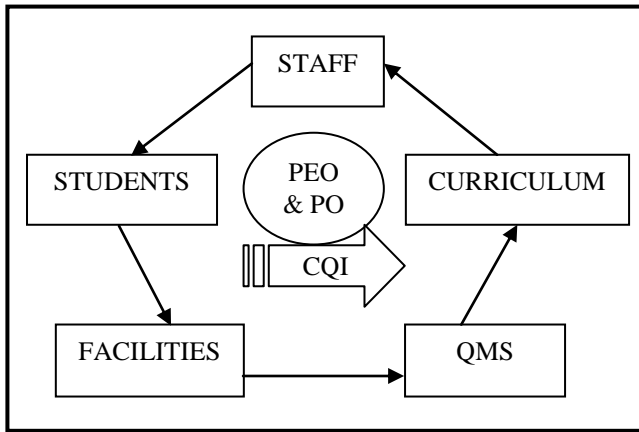 STAFF
STUDENTS
PEO
& PO
CURRICULUM
CQI
FACILITIES
QMS